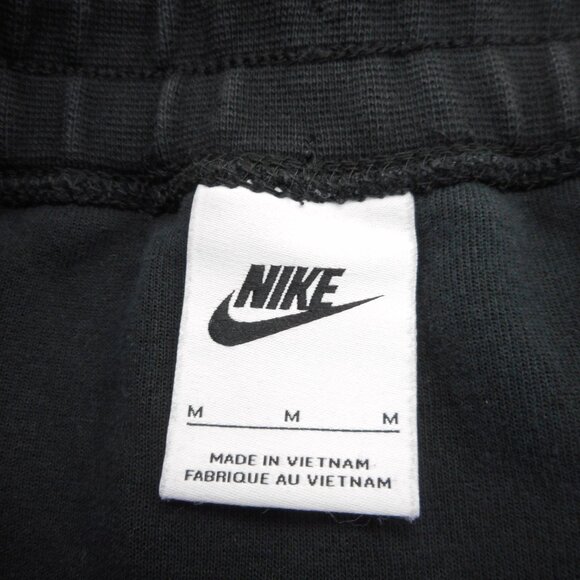 NIKE
M M M
MADE IN VIETNAM
FABRIQUE AU VIETNAM